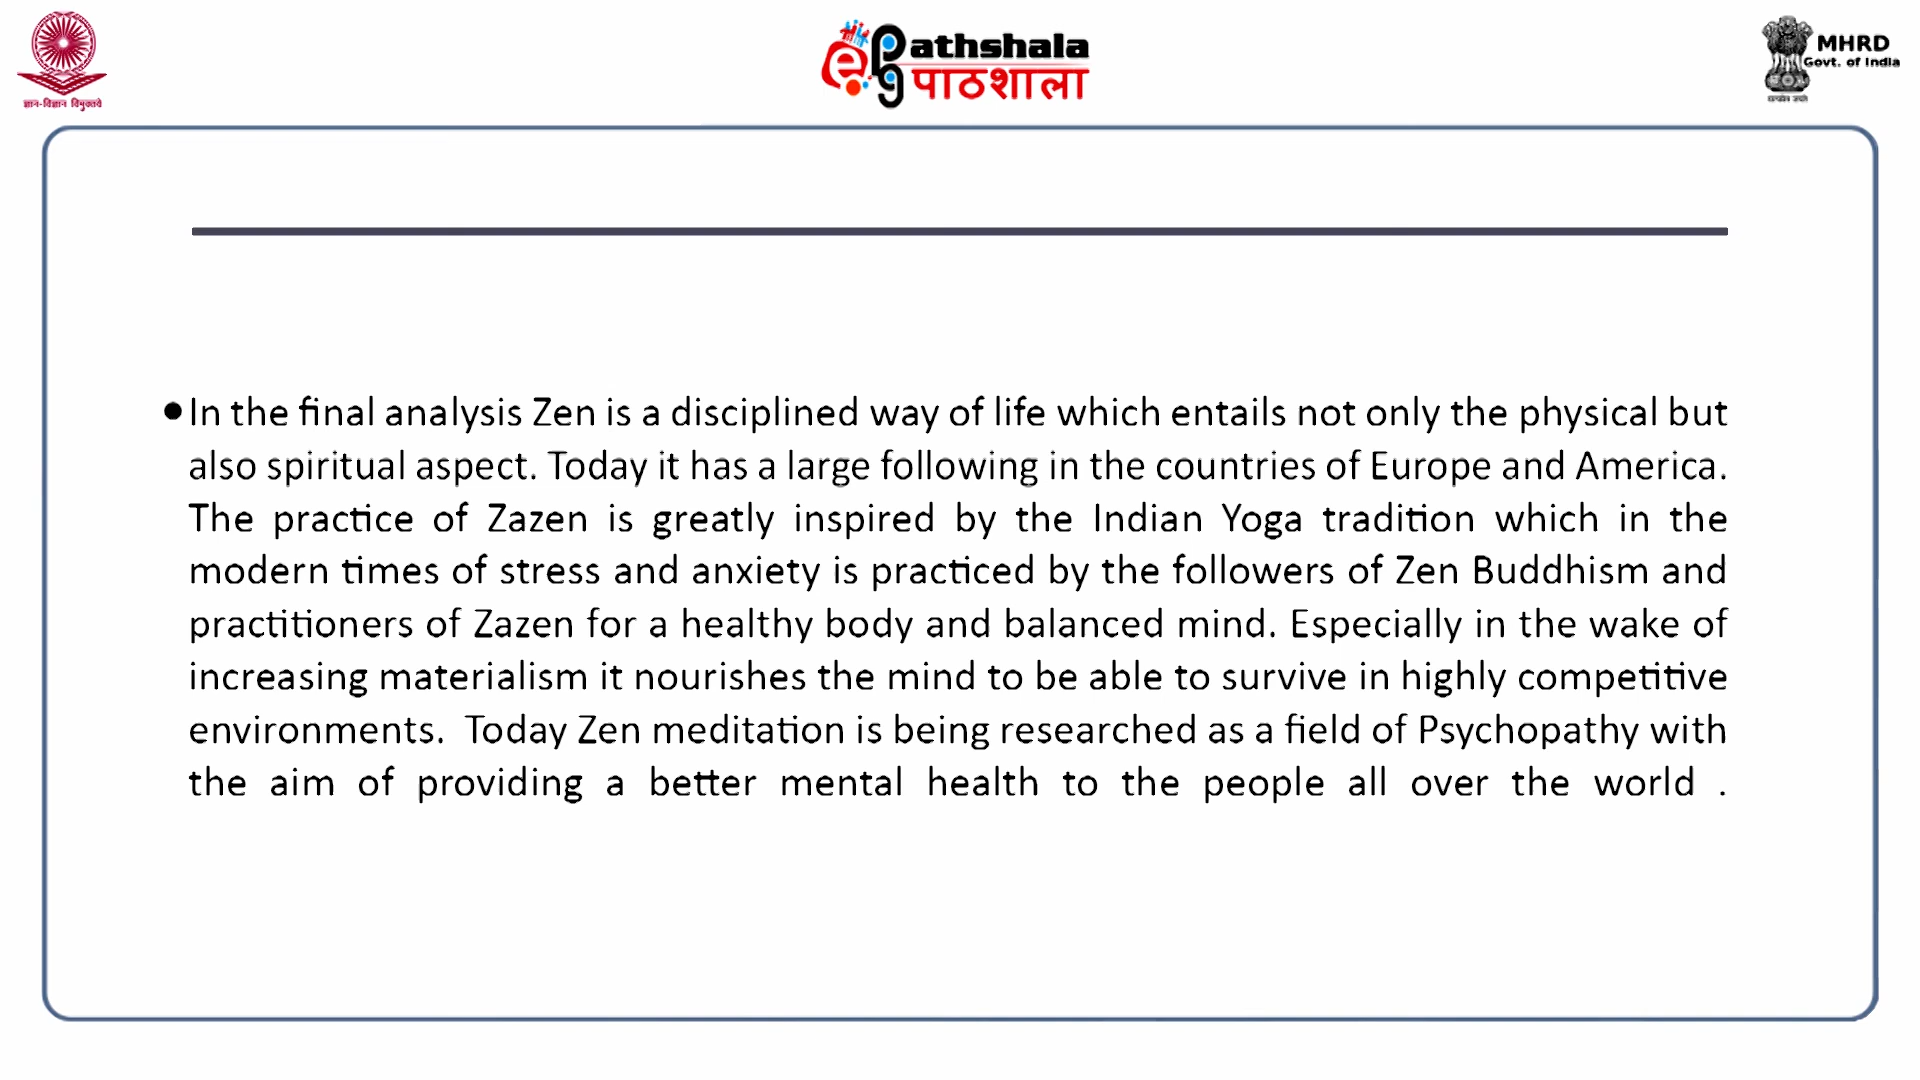 ज्ञान-विज्ञान विमुक्तये
ePGathshala
पाठशाला
MHRD
Govt. of India
सत्यमेव जयते
•In the final analysis Zen is a disciplined way of life which entails not only the physical but
also spiritual aspect. Today it has a large following in the countries of Europe and America.
The practice of Zazen is greatly inspired by the Indian Yoga tradition which in the
modern times of stress and anxiety is practiced by the followers of Zen Buddhism and
practitioners of Zazen for a healthy body and balanced mind. Especially in the wake of
increasing materialism it nourishes the mind to be able to survive in highly competitive
environments.  Today Zen meditation is being researched as a field of Psychopathy with
the aim of providing a better mental health to the people all over the world .